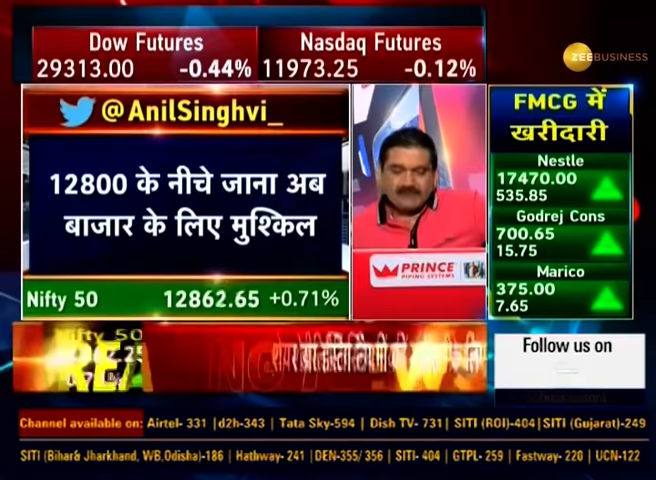 Dow Futures
29313.00 -0.44%
Nasdaq Futures
11973.25 -0.12%
ZEEBUSINESS
@AnilSinghvi_
12800 के नीचे जाना अब
बाजार के लिए मुश्किल
Nifty 50 12862.65 +0.71%
PRINCE
PIPING SYSTEMS
FMCG में
खरीदारी
Nestle
17470.00
535.85
Godrej Cons
700.65
15.75
Marico
375.00
7.65
Nifty 50
Follow us on
Channel available on: Airtel- 331 |d2h-343 | Tata Sky-594 | Dish TV- 731| SITI (ROI)-404|SITI (Gujarat)-249
SITI (Bihar& Jharkhand, WB,Odisha)-186 | Hathway- 241 |DEN-355/ 356 | SITI- 404 | GTPL- 259 | Fastway- 220 | UCN-122